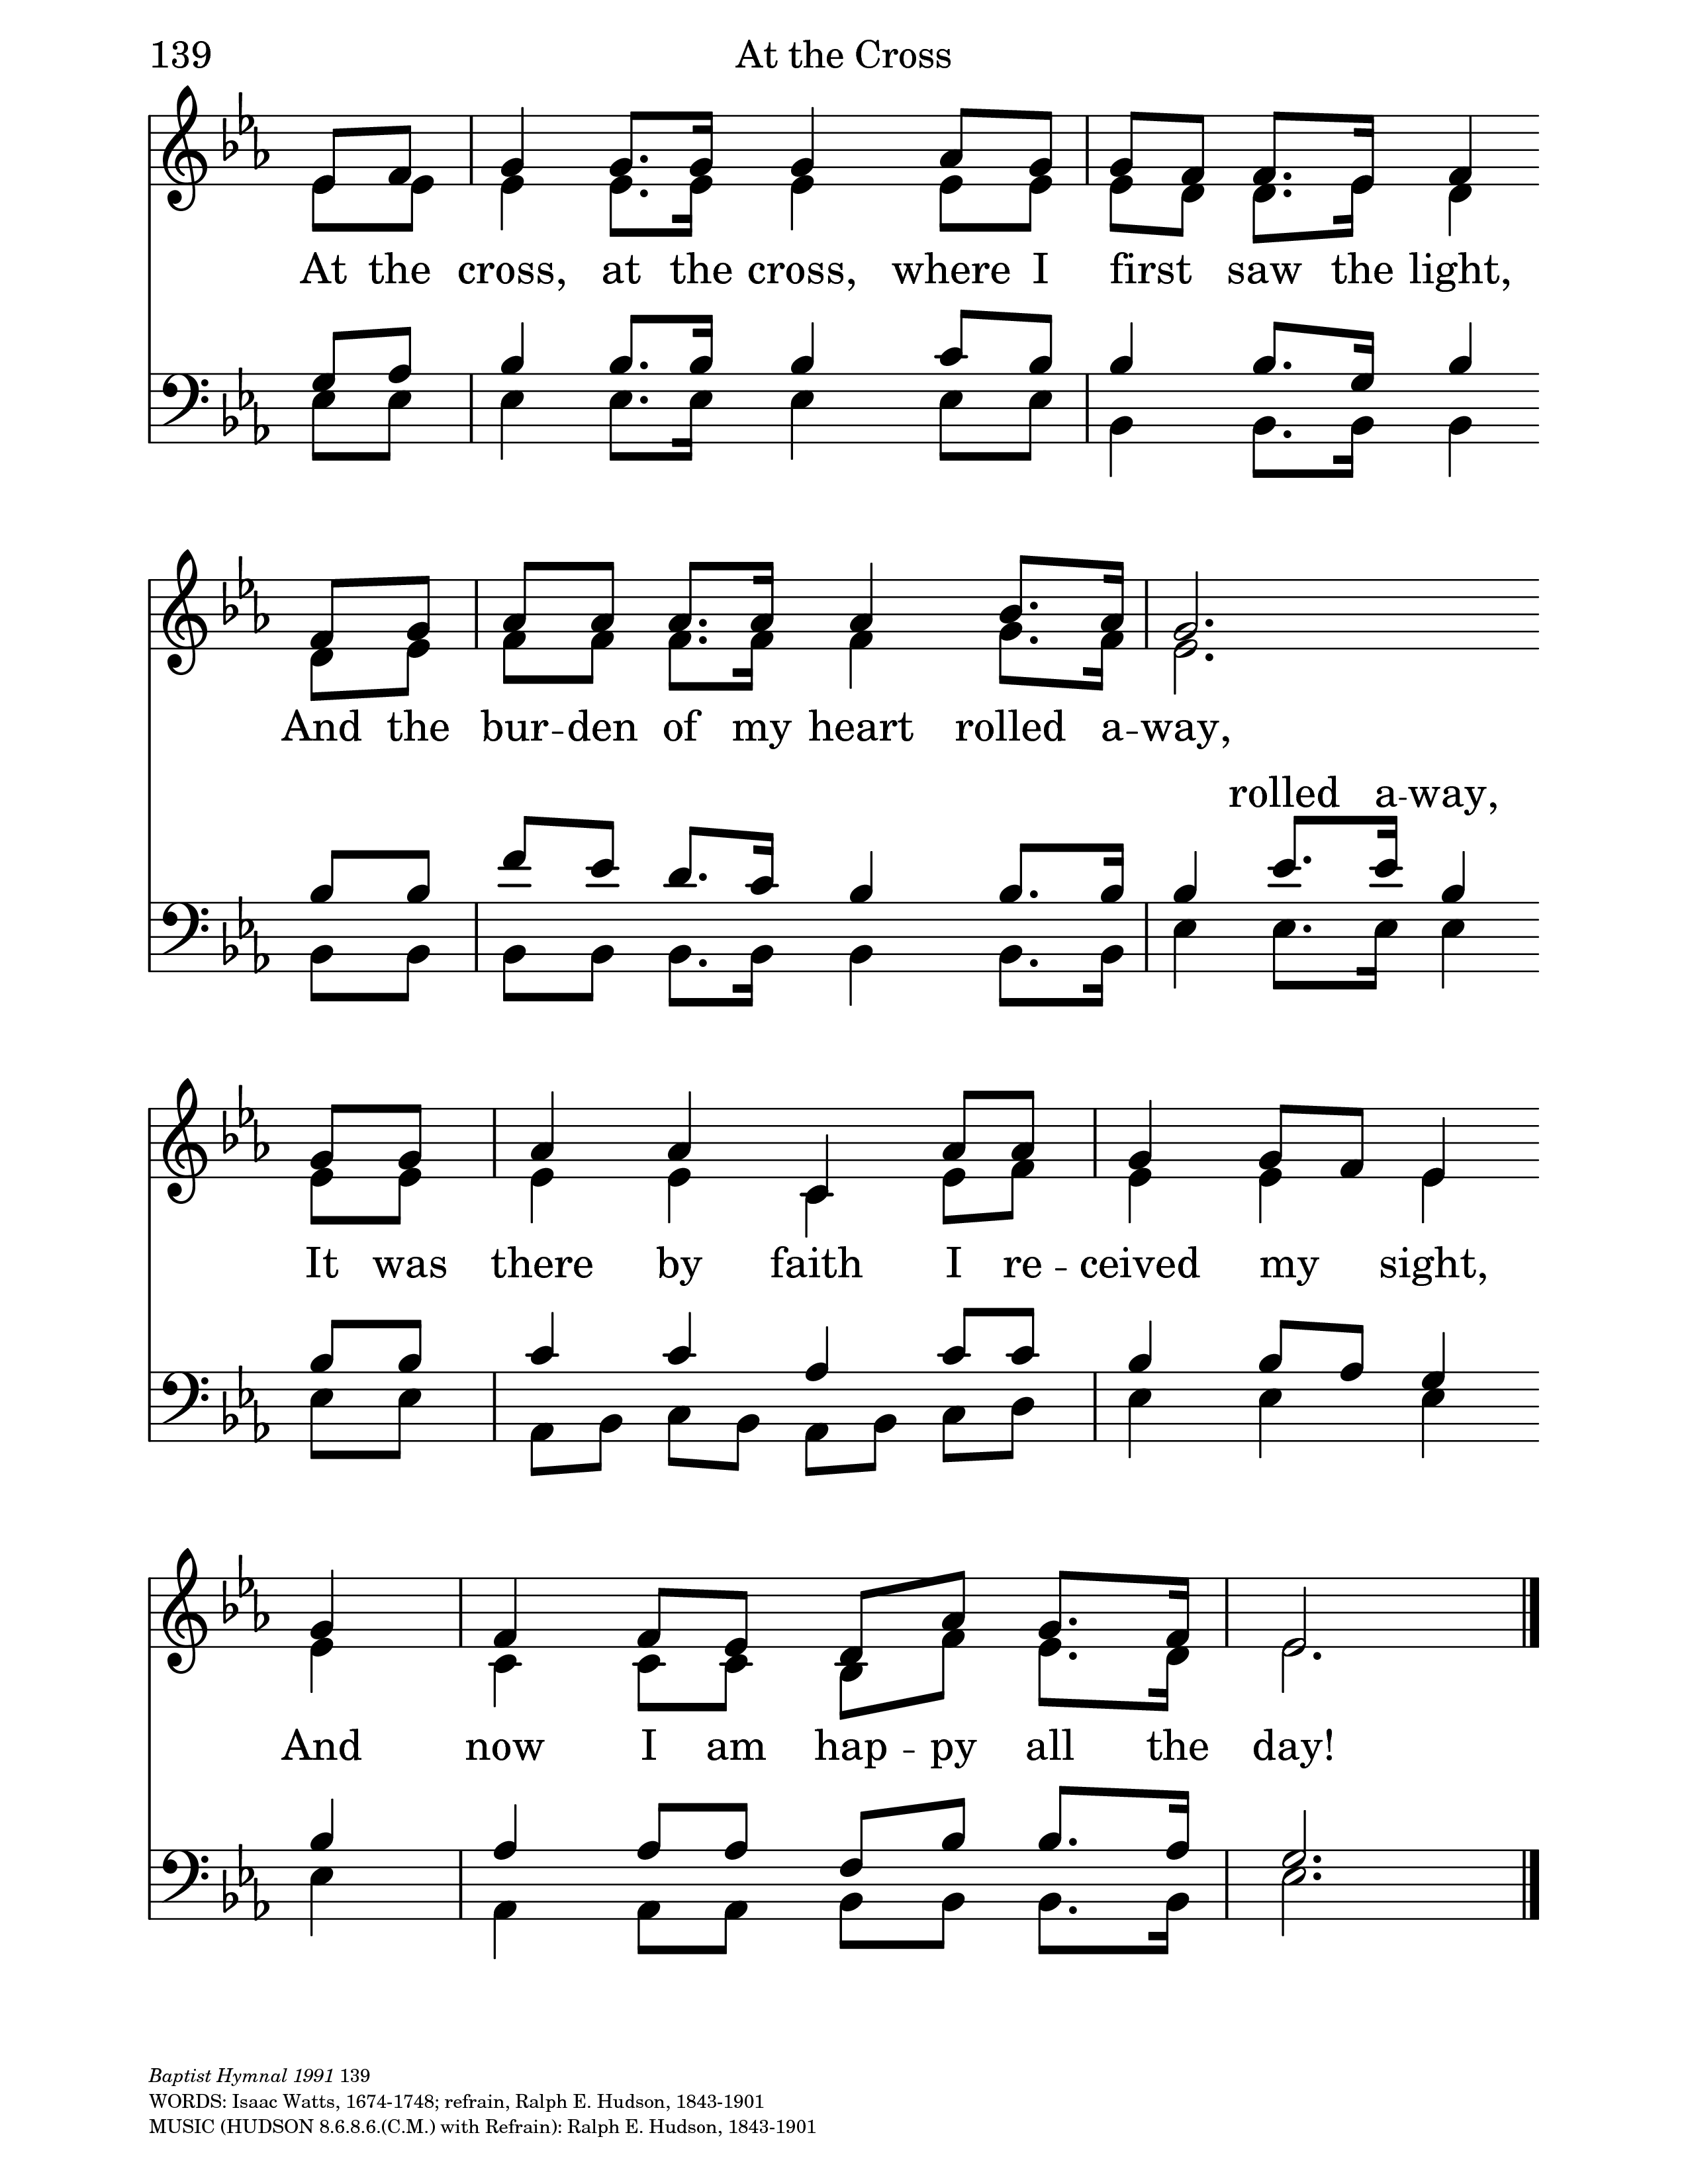 139 At the Cross
At the cross, at the cross, where I first saw the light,
And the bur - den of my heart rolled a - way,
rolled a - way,
It was there by faith I re - ceived my sight,
And now I am hap - py all the day!
Baptist Hymnal 1991 139
WORDS: Isaac Watts, 1674-1748; refrain, Ralph E. Hudson, 1843-1901
MUSIC (HUDSON 8.6.8.6.(C.M.) with Refrain): Ralph E. Hudson, 1843-1901